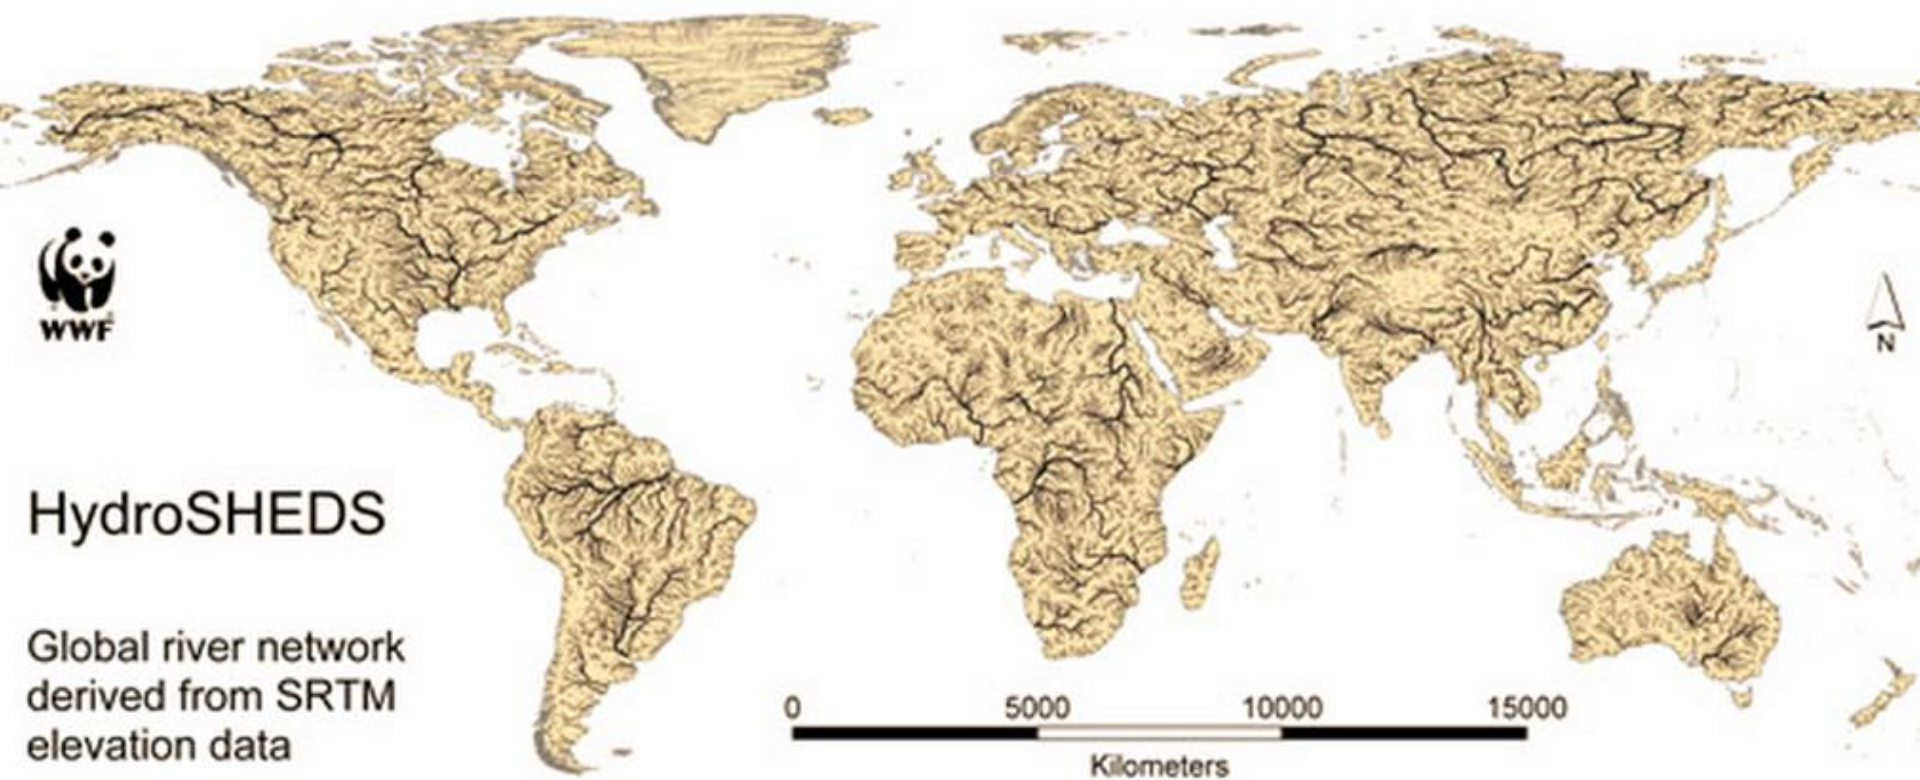 WWF
N
HydroSHEDS
Global river network
derived from SRTM
elevation data
0 5000 10000 15000
Kilometers